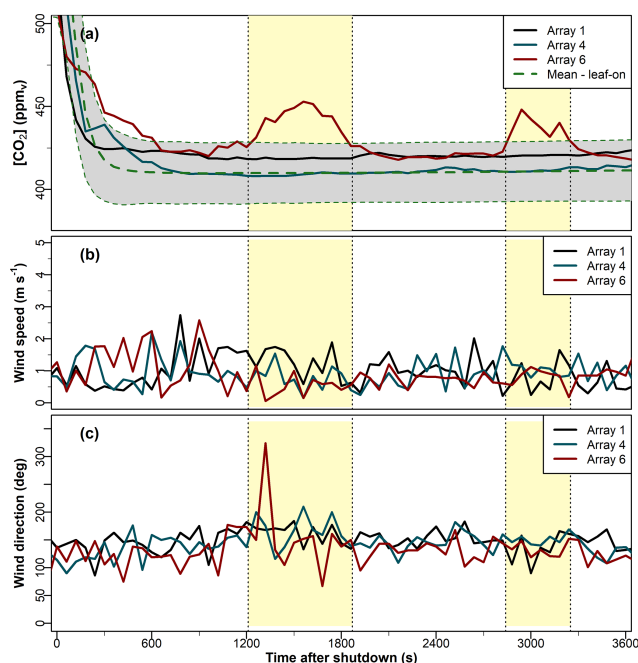 (a)
[CO₂] (ppmᵥ)
500
450
400
Array 1
Array 4
Array 6
Mean - leaf-on
(b)
Wind speed (m s⁻¹)
5
4
3
2
1
0
Array 1
Array 4
Array 6
(c)
Wind direction (deg)
300
200
100
50
0
Array 1
Array 4
Array 6
0 600 1200 1800 2400 3000 3600
Time after shutdown (s)